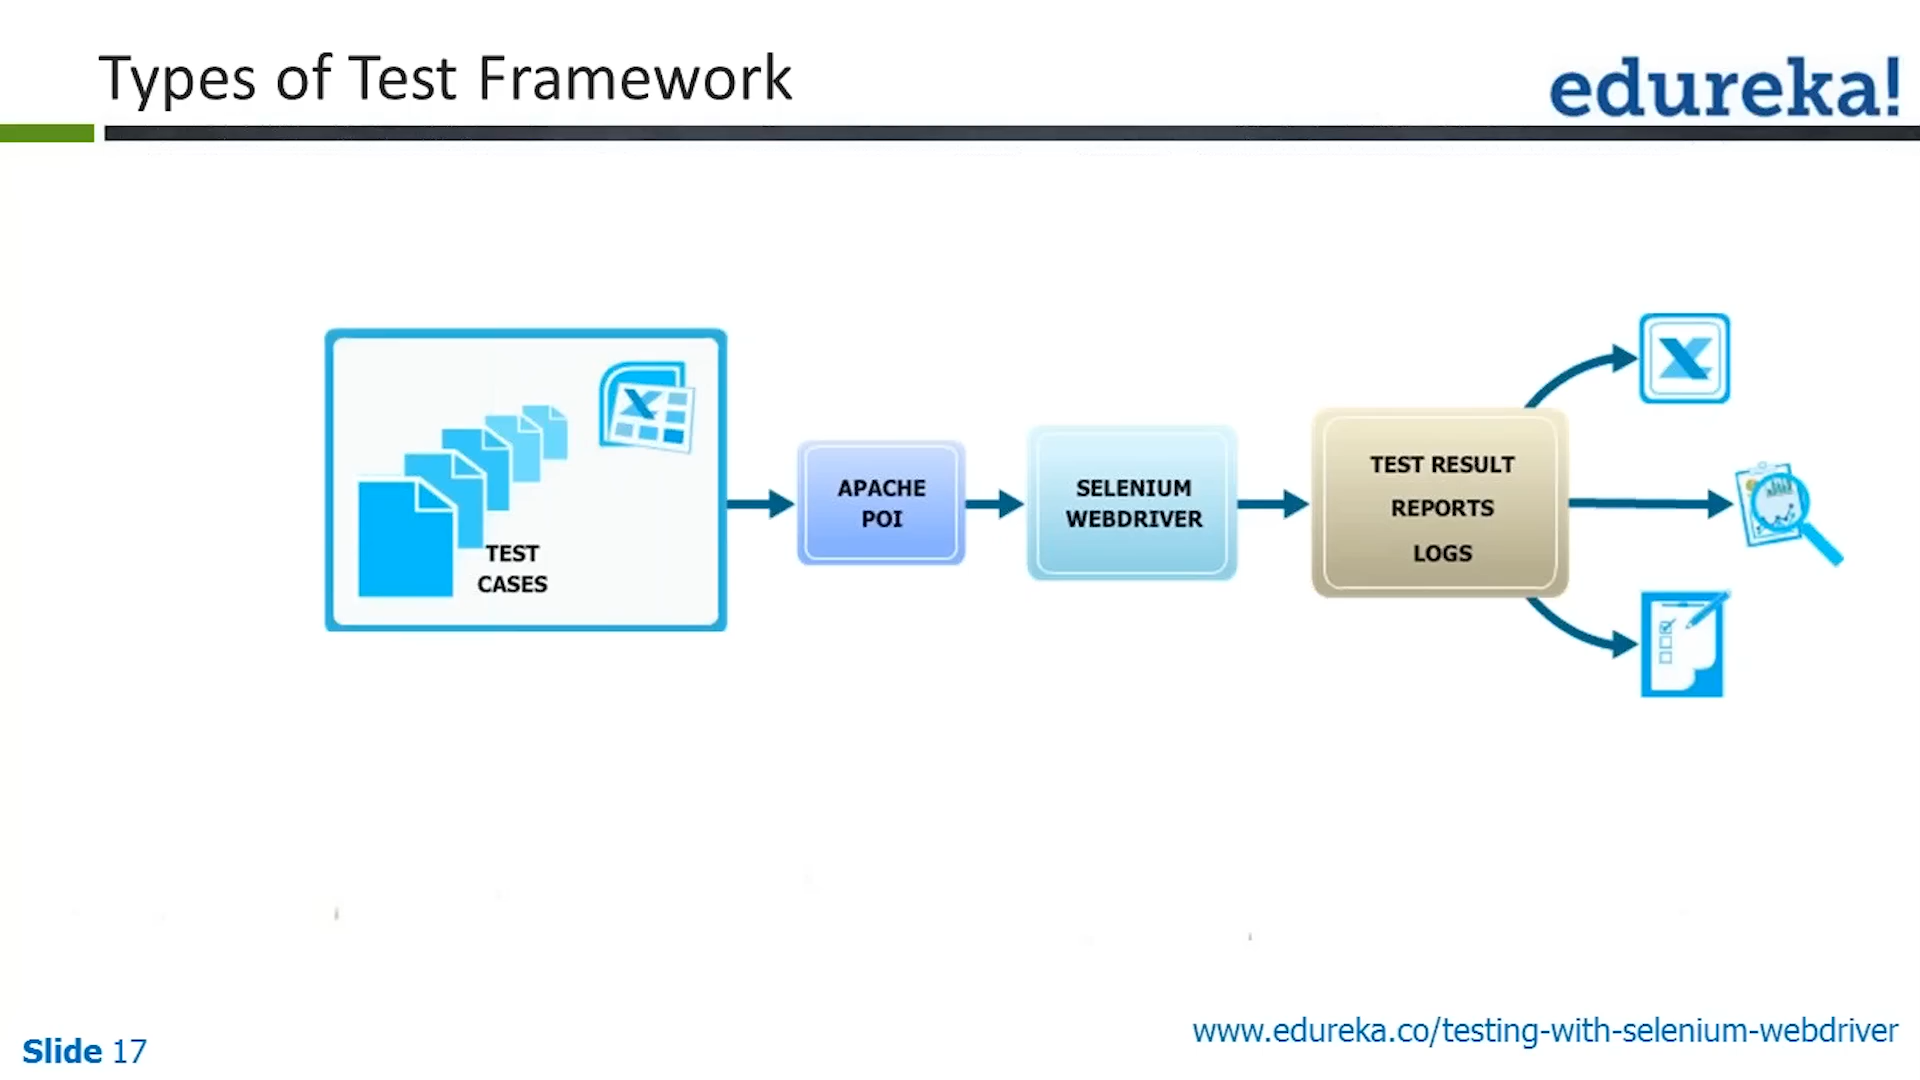 Types of Test Framework
edureka!
TEST
CASES
APACHE
POI
SELENIUM
WEBDRIVER
TEST RESULT
REPORTS
LOGS
Slide 17
www.edureka.co/testing-with-selenium-webdriver